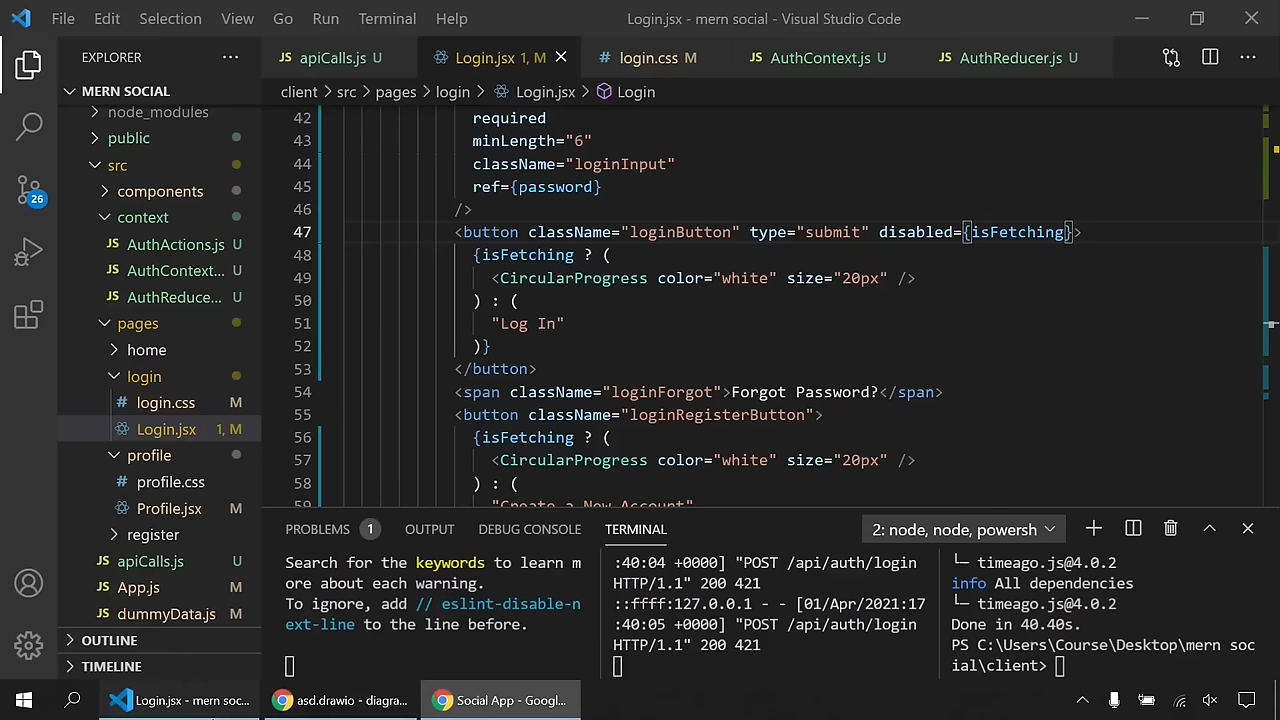 File Edit Selection View Go Run Terminal Help Login.jsx - mern social - Visual Studio Code
EXPLORER
MERN SOCIAL
node_modules
public
src
components
context
JS AuthActions.js U
JS AuthContext... U
JS AuthReduce... U
pages
home
login
# login.css M
Login.jsx 1, M
profile
# profile.css
Profile.jsx M
register
JS apiCalls.js U
JS App.js M
JS dummyData.js U
OUTLINE
TIMELINE
26
JS apiCalls.js U Login.jsx 1, M # login.css M JS AuthContext.js U JS AuthReducer.js U
client > src > pages > login > Login.jsx > Login
42 required
43 minLength="6"
44 className="loginInput"
45 ref={password}
46 />
47 <button className="loginButton" type="submit" disabled={isFetching}>
48 {isFetching ? (
49 <CircularProgress color="white" size="20px" />
50 ) : (
51 "Log In"
52 )}
53 </button>
54 <span className="loginForgot">Forgot Password?</span>
55 <button className="loginRegisterButton">
56 {isFetching ? (
57 <CircularProgress color="white" size="20px" />
58 ) : (
59 "Create a New Account"
PROBLEMS 1 OUTPUT DEBUG CONSOLE TERMINAL 2: node, node, powersh
Search for the keywords to learn m
ore about each warning.
To ignore, add // eslint-disable-n
ext-line to the line before.
:40:04 +0000] "POST /api/auth/login
HTTP/1.1" 200 421
::ffff:127.0.0.1 - - [01/Apr/2021:17
:40:05 +0000] "POST /api/auth/login
HTTP/1.1" 200 421
└─ timeago.js@4.0.2
info All dependencies
└─ timeago.js@4.0.2
Done in 40.40s.
PS C:\Users\Course\Desktop\mern soc
ial\client>
Login.jsx - mern soc... asd.drawio - diagra... Social App - Googl...